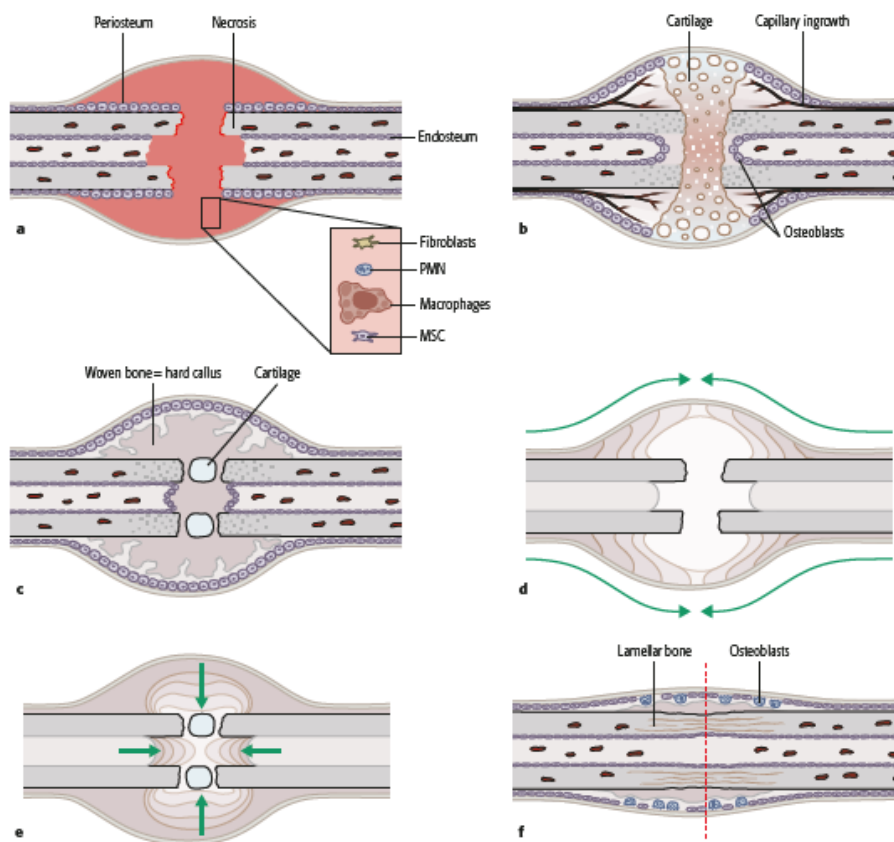 Periosteum
Necrosis
Endosteum
a
Fibroblasts
PMN
Macrophages
MSC
Cartilage
Capillary ingrowth
b
Osteoblasts
Woven bone= hard callus
Cartilage
c
d
e
Lamellar bone
Osteoblasts
f